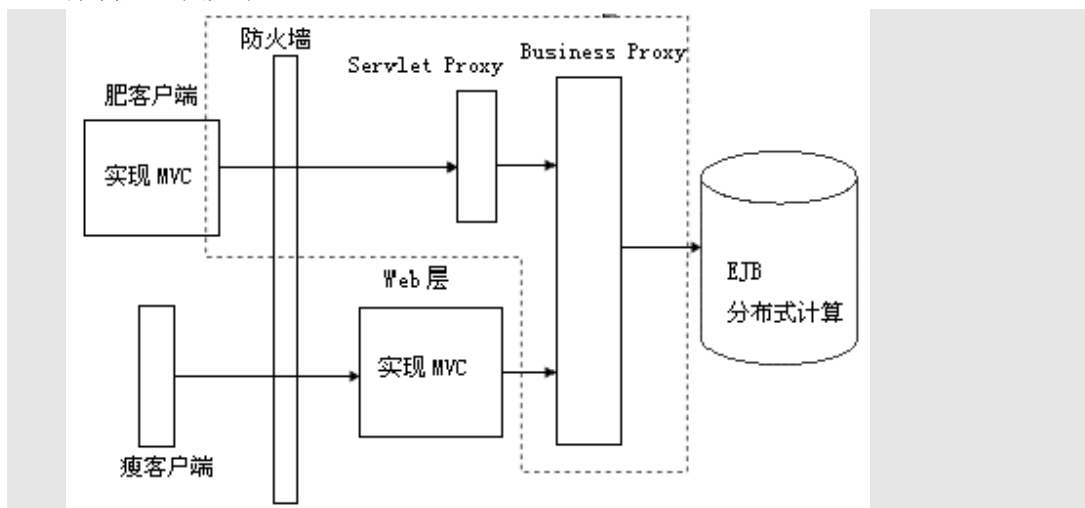 防火墙
Servlet Proxy
Business Proxy
肥客户端
实现 MVC
Web 层
EJB
分布式计算
实现 MVC
瘦客户端